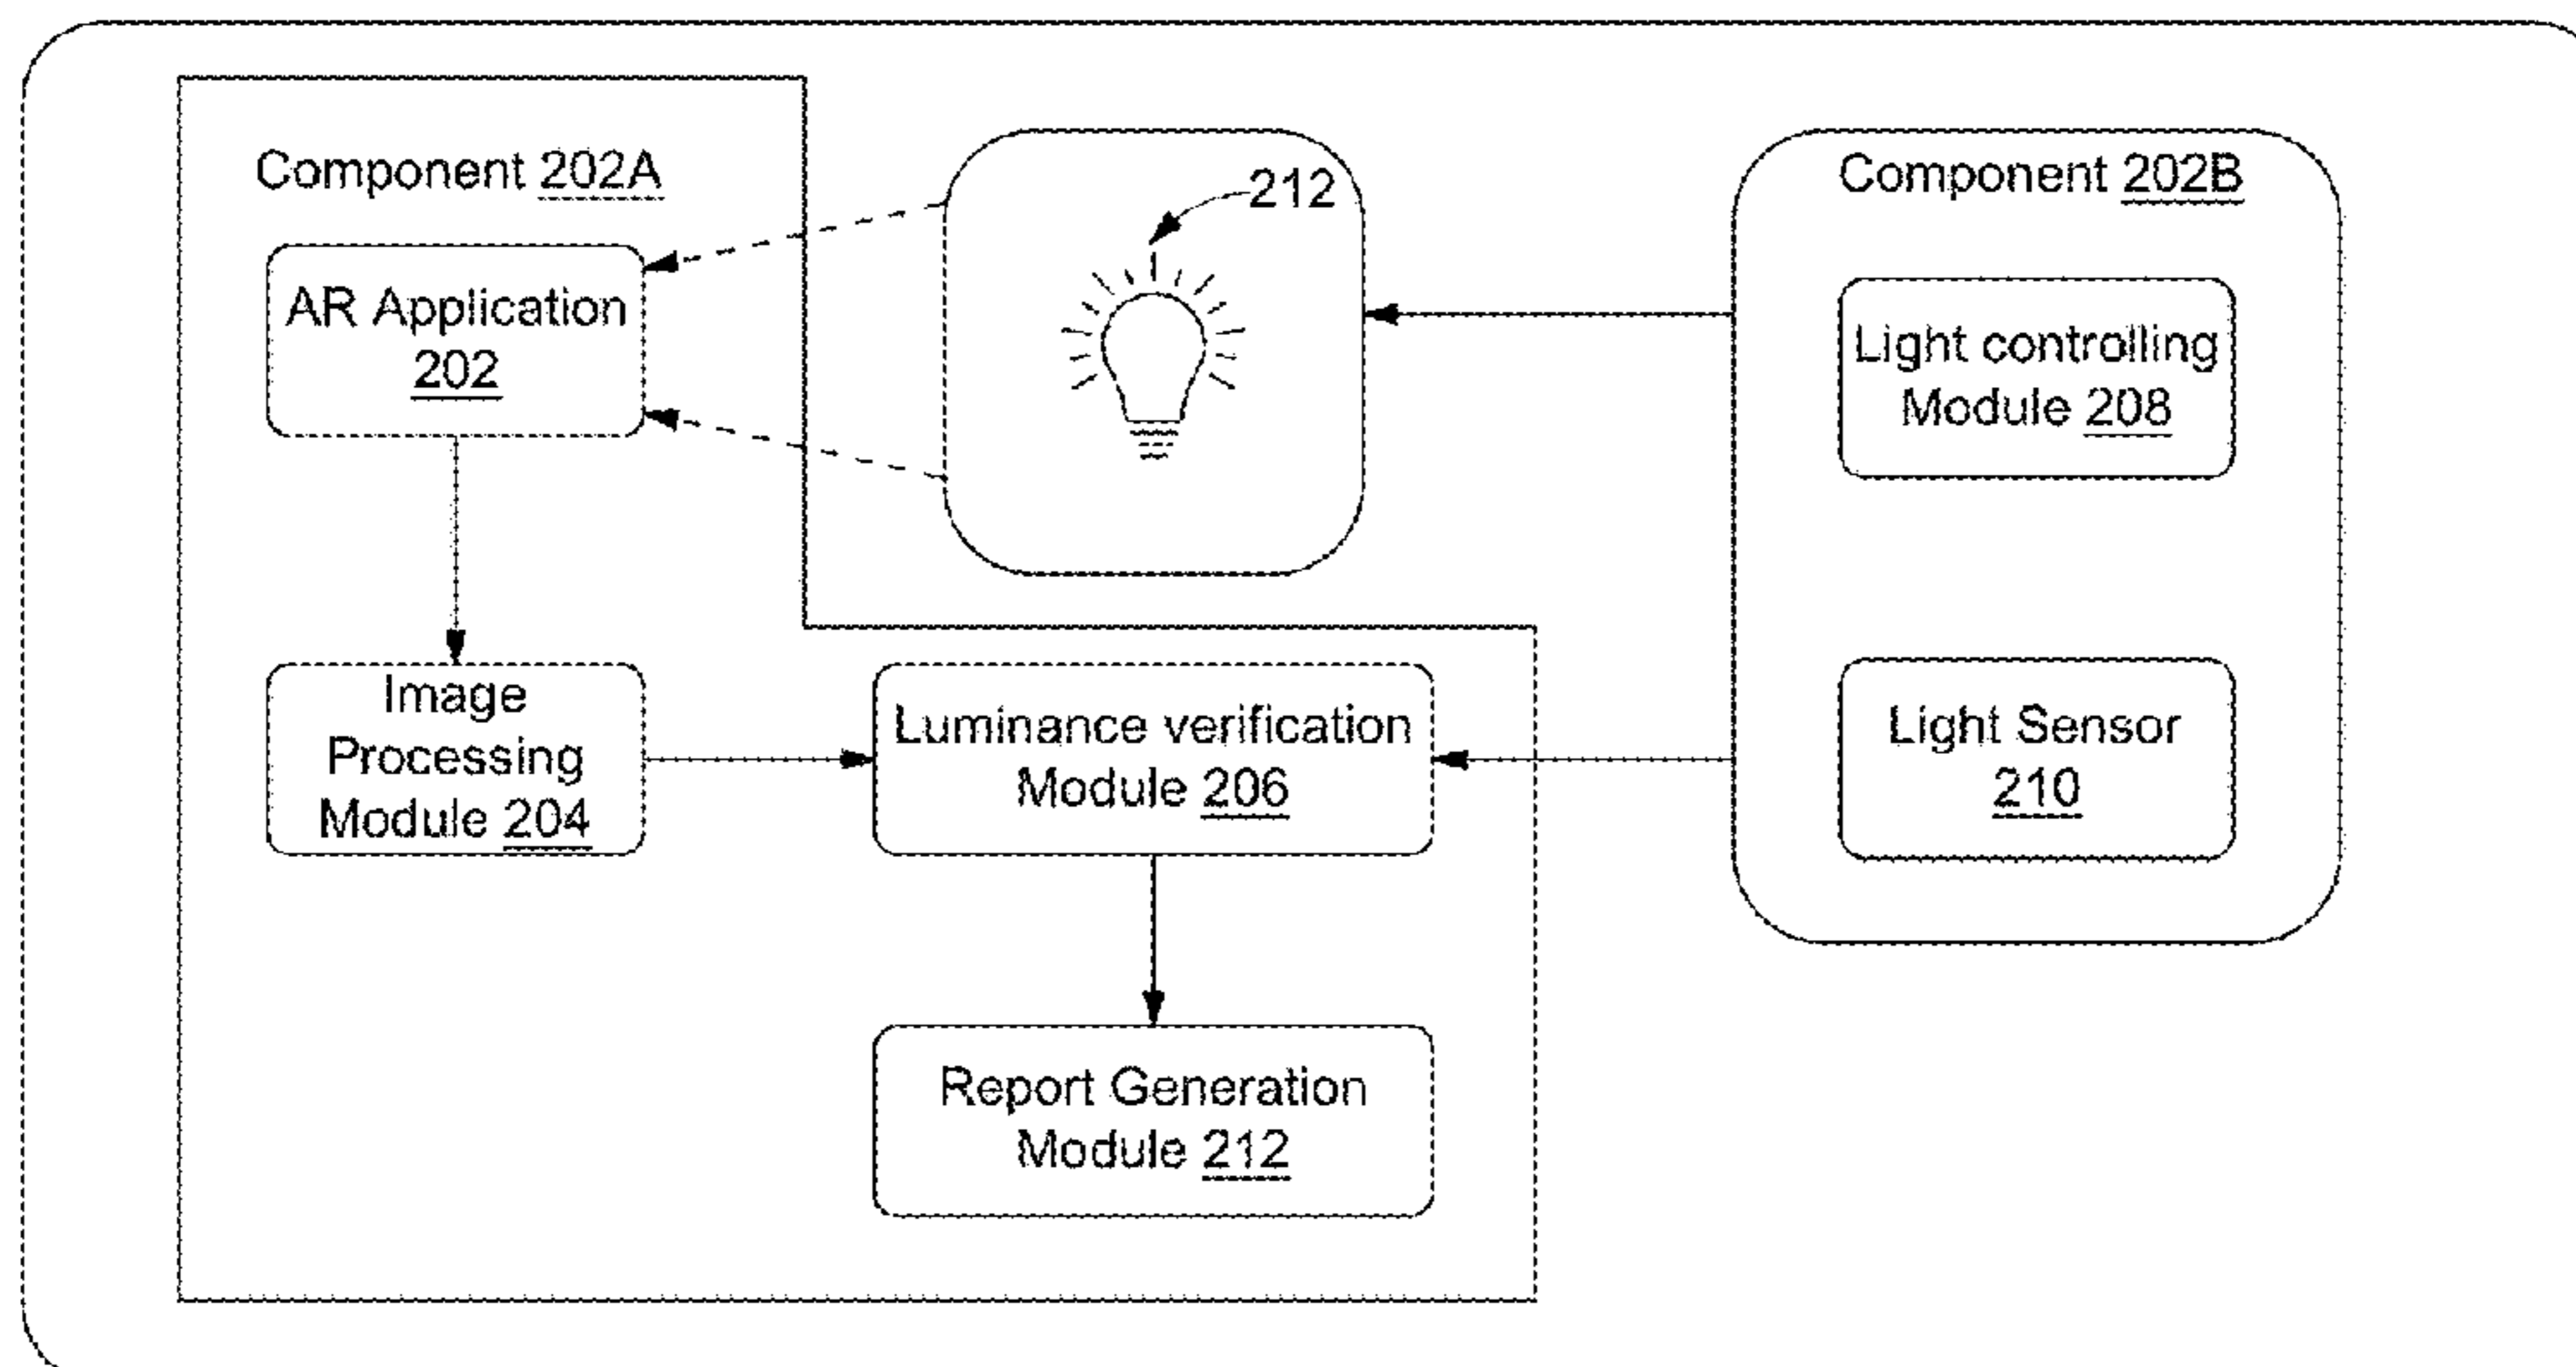 Component 202A
AR Application
202
212
Component 202B
Light controlling
Module 208
Image
Processing
Module 204
Luminance verification
Module 206
Light Sensor
210
Report Generation
Module 212